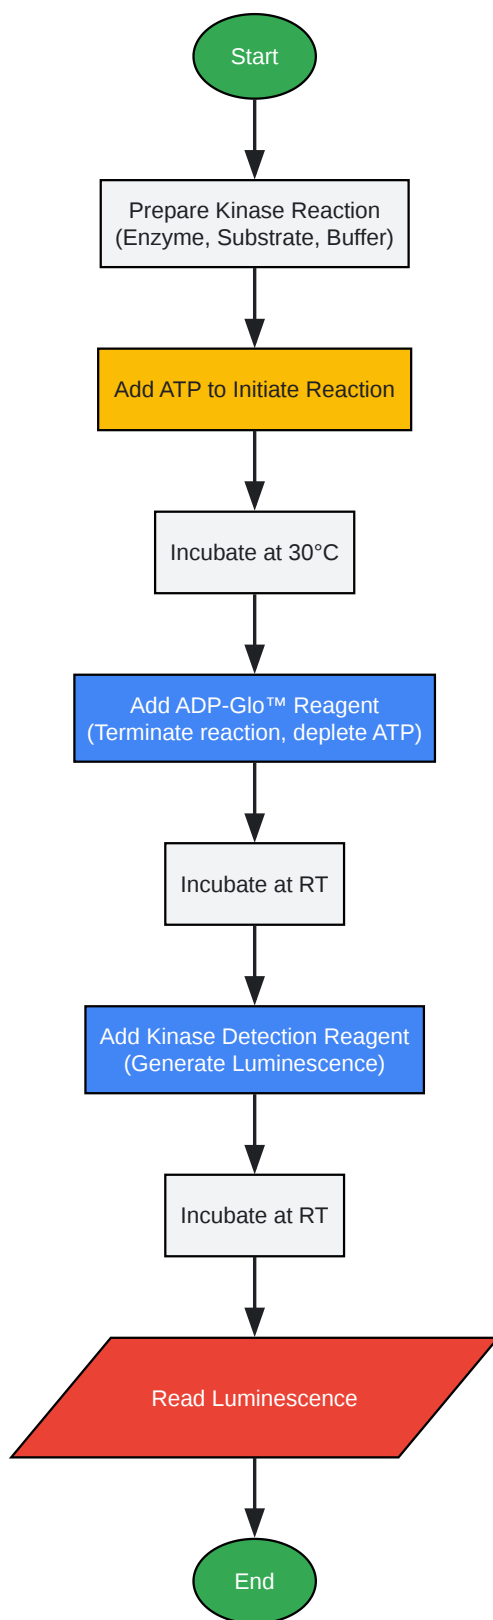 Start
Prepare Kinase Reaction
(Enzyme, Substrate, Buffer)
Add ATP to Initiate Reaction
Incubate at 30°C
Add ADP-Glo™ Reagent
(Terminate reaction, deplete ATP)
Incubate at RT
Add Kinase Detection Reagent
(Generate Luminescence)
Incubate at RT
Read Luminescence
End